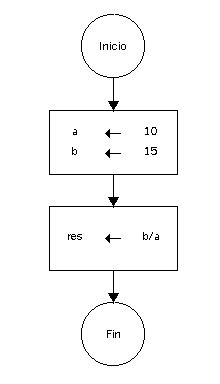 Inicio
a ← 10
b ← 15
res ← b/a
Fin